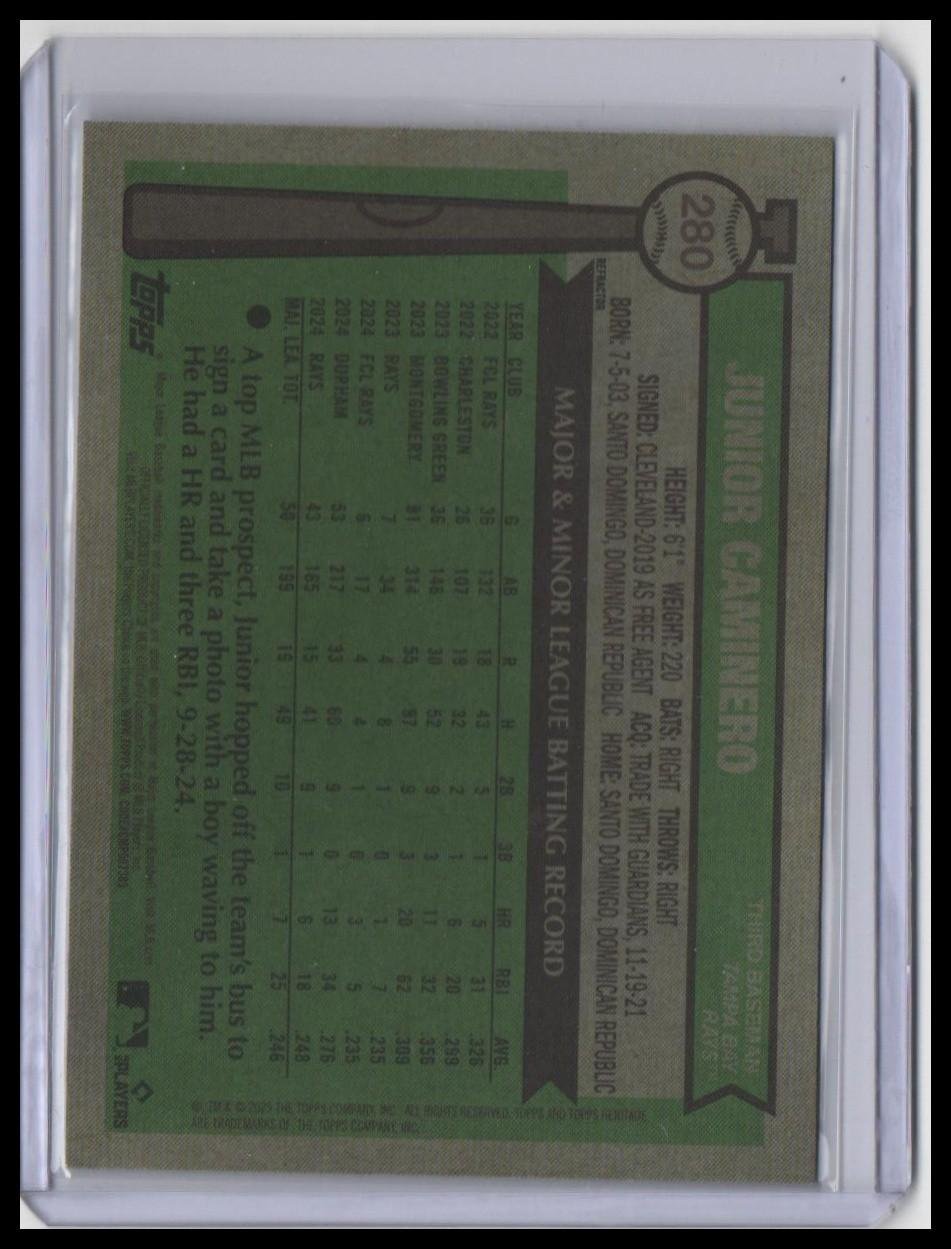 280
JUNIOR CAMINERO
THIRD BASEMAN
TAMPA BAY
RAYS
HEIGHT: 6'1" WEIGHT: 220 BATS: RIGHT THROWS: RIGHT
SIGNED: CLEVELAND-2019 AS FREE AGENT ACQ: TRADE WITH GUARDIANS, 11-19-21
BORN: 7-5-03, SANTO DOMINGO, DOMINICAN REPUBLIC HOME: SANTO DOMINGO, DOMINICAN REPUBLIC
REFRACTOR
MAJOR & MINOR LEAGUE BATTING RECORD
YEAR CLUB G AB R H 2B 3B HR RBI AVG.
2022 FCL RAYS 36 132 18 43 5 1 5 31 .326
2022 CHARLESTON 26 107 19 32 2 1 6 20 .299
2023 BOWLING GREEN 36 146 30 52 9 3 11 32 .356
2023 MONTGOMERY 81 314 55 97 9 3 20 62 .309
2023 RAYS 7 34 4 8 1 0 1 7 .235
2024 FCL RAYS 6 17 4 4 1 0 3 5 .235
2024 DURHAM 53 217 33 60 9 0 13 34 .276
2024 RAYS 43 165 15 41 9 1 6 18 .248
MAJ. LEA. TOT. 50 199 19 49 10 1 7 25 .246
A top MLB prospect, Junior hopped off the team's bus to
sign a card and take a photo with a boy waving to him.
He had a HR and three RBI, 9-28-24.
topps
PLAYERS
®, TM & © 2025 THE TOPPS COMPANY, INC. ALL RIGHTS RESERVED. TOPPS AND TOPPS HERITAGE
ARE TRADEMARKS OF THE TOPPS COMPANY, INC.